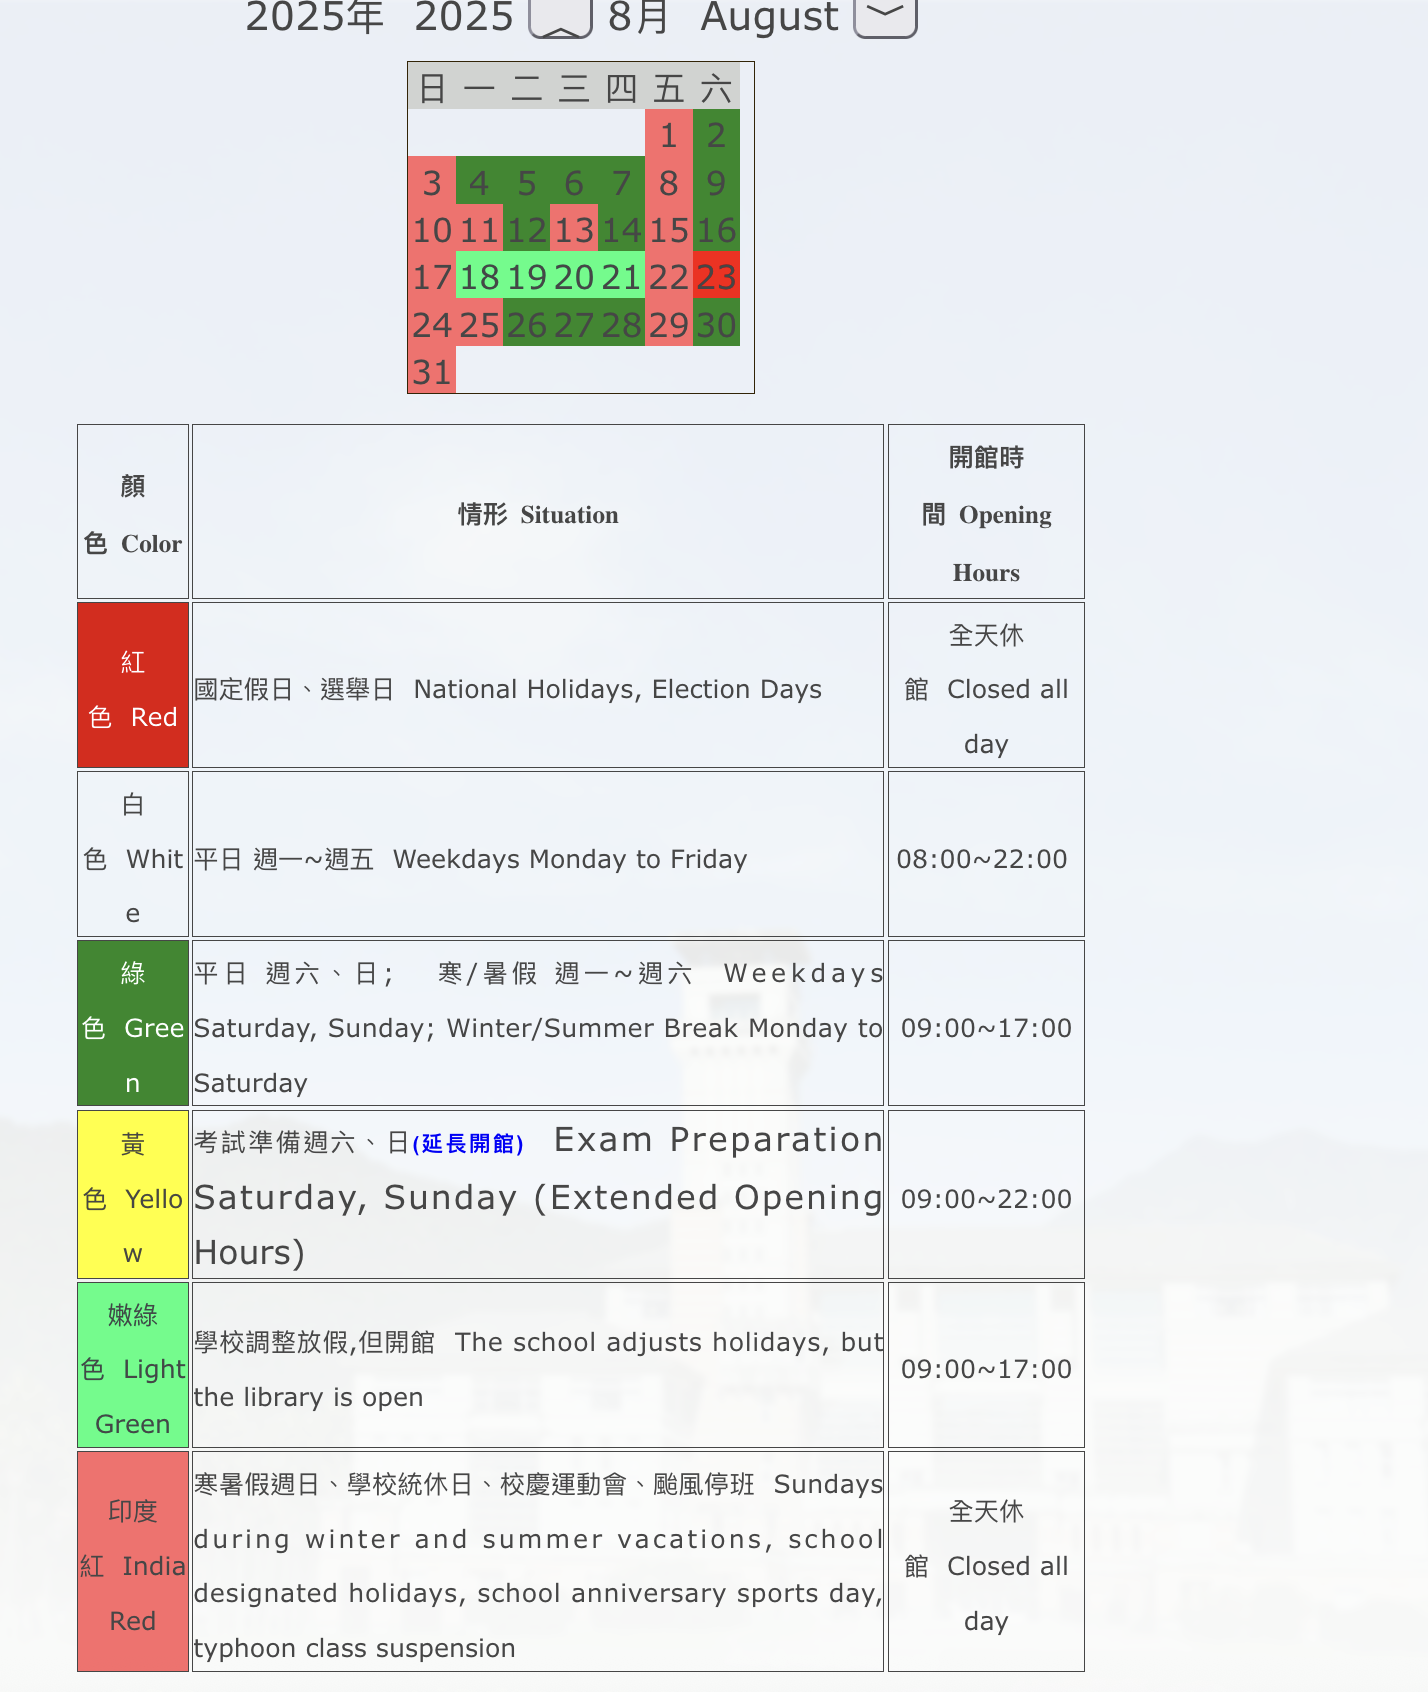 2025年 2025 8月 August
日 一 二 三 四 五 六
1 2
3 4 5 6 7 8 9
10 11 12 13 14 15 16
17 18 19 20 21 22 23
24 25 26 27 28 29 30
31
顏
色 Color
情形 Situation
開館時
間 Opening
Hours
紅
色 Red
國定假日、選舉日 National Holidays, Election Days
全天休
館 Closed all
day
白
色 Whit
e
平日 週一~週五 Weekdays Monday to Friday
08:00~22:00
綠
色 Gree
n
平日 週六、日; 寒/暑假 週一~週六 Weekdays
Saturday, Sunday; Winter/Summer Break Monday to
Saturday
09:00~17:00
黃
色 Yello
w
考試準備週六、日(延長開館) Exam Preparation
Saturday, Sunday (Extended Opening
Hours)
09:00~22:00
嫩綠
色 Light
Green
學校調整放假,但開館 The school adjusts holidays, but
the library is open
09:00~17:00
印度
紅 India
Red
寒暑假週日、學校統休日、校慶運動會、颱風停班 Sundays
during winter and summer vacations, school
designated holidays, school anniversary sports day,
typhoon class suspension
全天休
館 Closed all
day